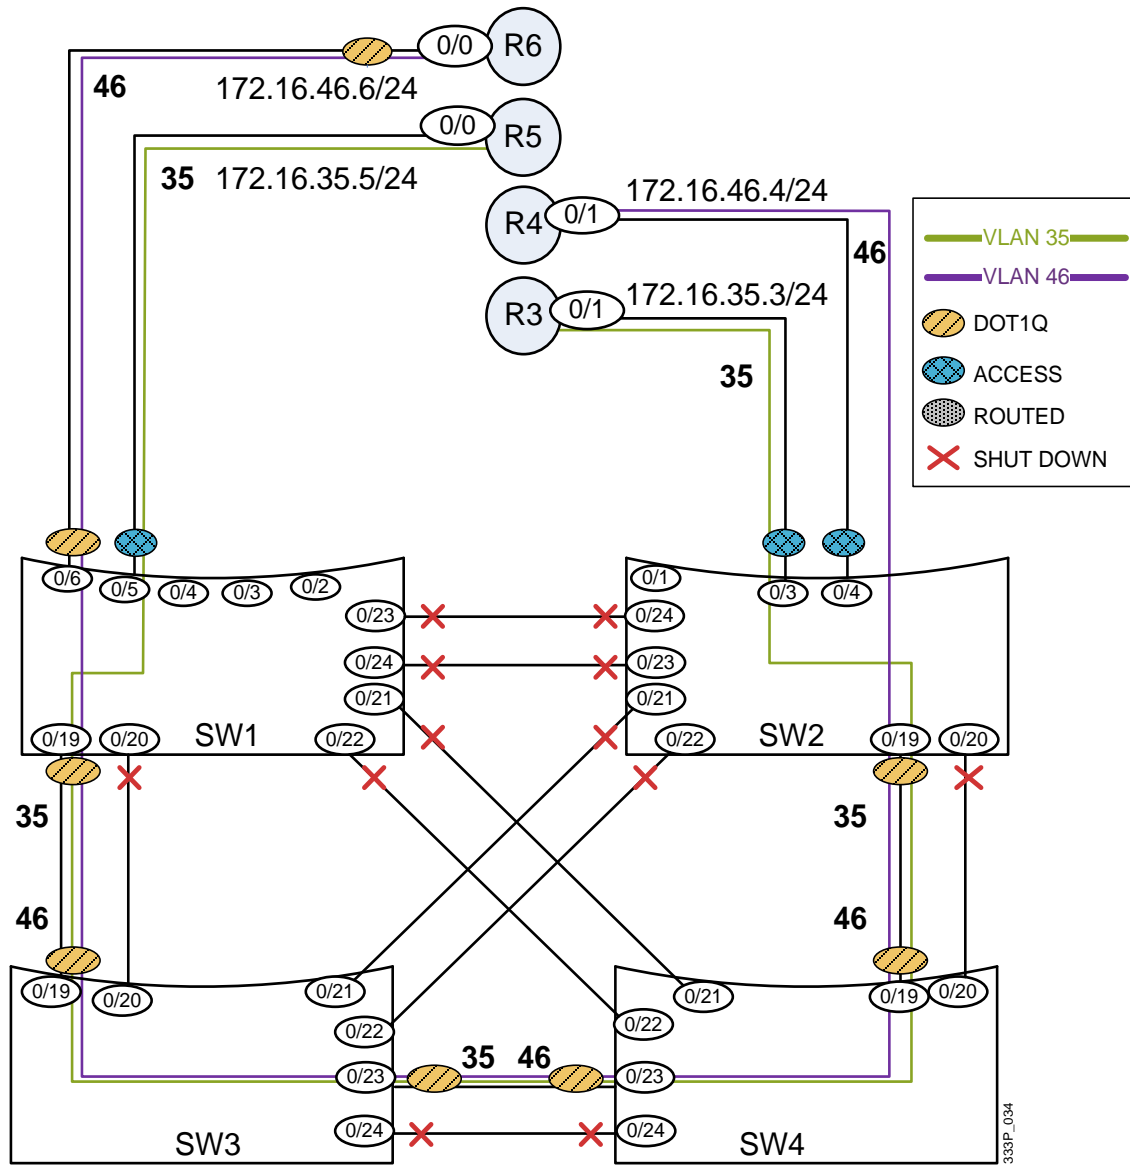 0/0 R6
46 172.16.46.6/24
0/0 R5
35 172.16.35.5/24
172.16.46.4/24
R4 0/1
46
172.16.35.3/24
R3 0/1
35
VLAN 35
VLAN 46
DOT1Q
ACCESS
ROUTED
SHUT DOWN
0/6 0/5 0/4 0/3 0/2
0/23
0/24
0/21
0/19 0/20 SW1 0/22
0/1 0/3 0/4
0/24
0/23
0/21
0/22 SW2 0/19 0/20
35 35
46 46
0/19 0/20 0/21
0/22
0/23
0/24
SW3
35 46
0/21 0/19 0/20
0/22
0/23
0/24
SW4
333P_034